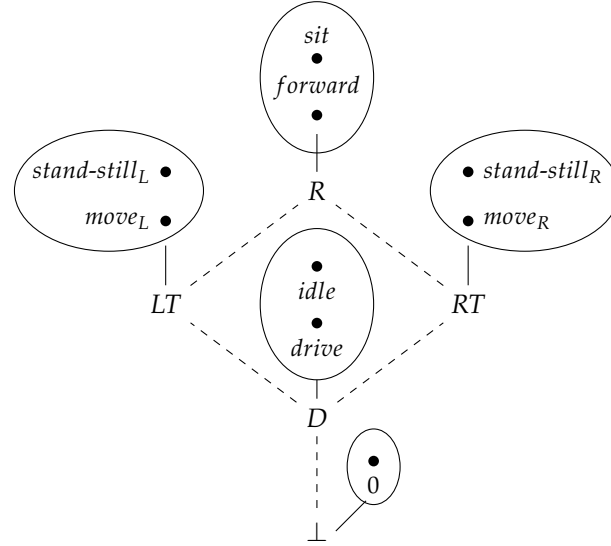 sit
forward
stand-still_L
stand-still_R
R
move_L
move_R
idle
LT
RT
drive
D
0
⊥